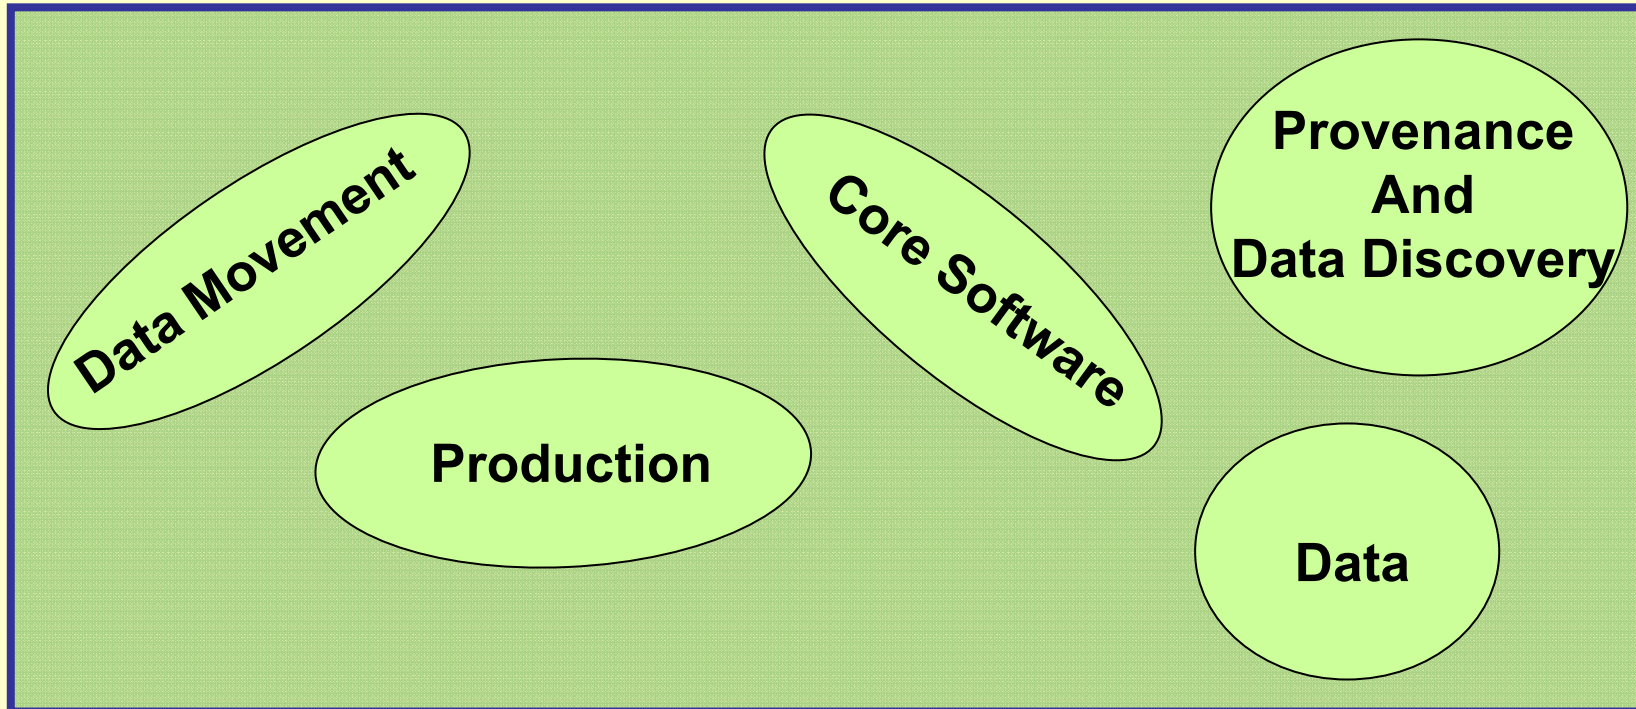 Data Movement
Core Software
Provenance
And
Data Discovery
Production
Data